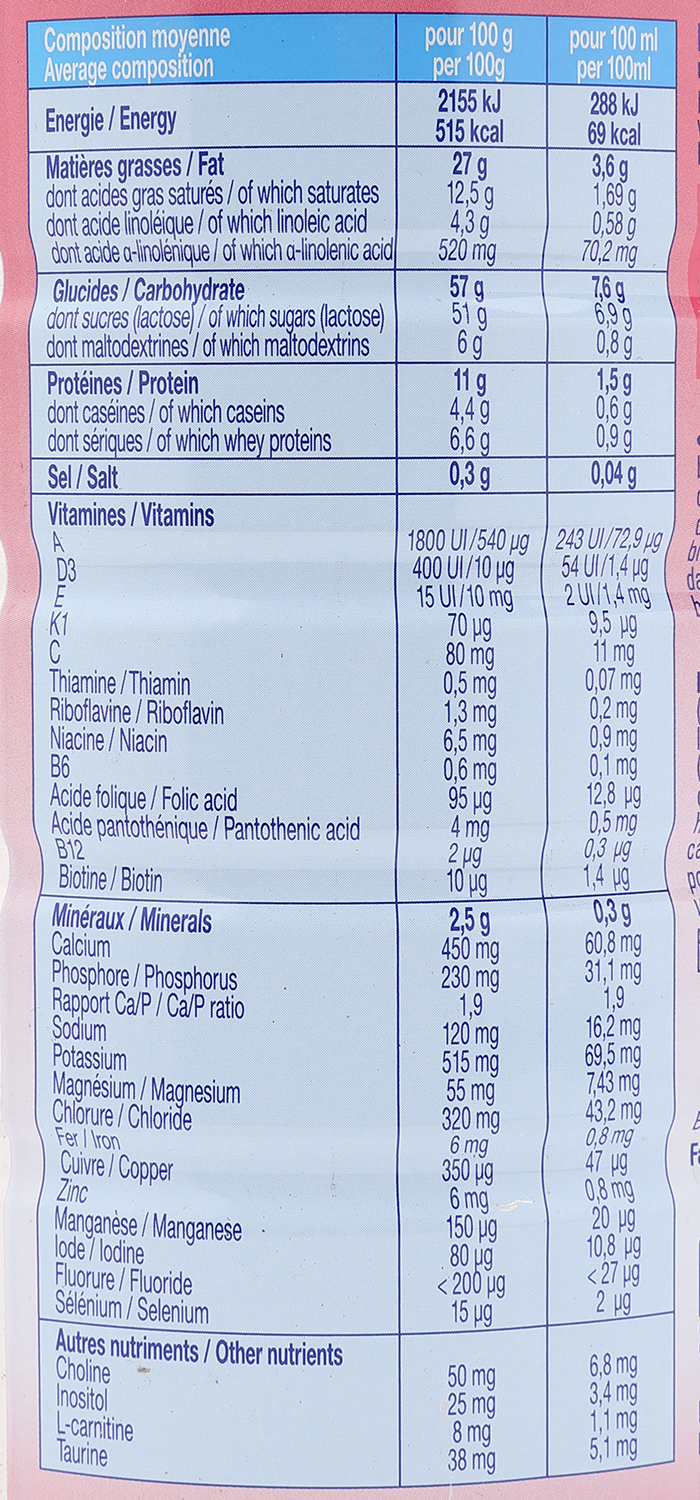 Composition moyenne pour 100 g pour 100 ml
Average composition per 100g per 100ml
Energie / Energy 2155 kJ 288 kJ
515 kcal 69 kcal
Matières grasses / Fat 27 g 3,6 g
dont acides gras saturés / of which saturates 12,5 g 1,69 g
dont acide linoléique / of which linoleic acid 4,3 g 0,58 g
dont acide α-linolénique / of which α-linolenic acid 520 mg 70,2 mg
Glucides / Carbohydrate 57 g 7,6 g
dont sucres (lactose) / of which sugars (lactose) 51 g 6,9 g
dont maltodextrines / of which maltodextrins 6 g 0,8 g
Protéines / Protein 11 g 1,5 g
dont caséines / of which caseins 4,4 g 0,6 g
dont sériques / of which whey proteins 6,6 g 0,9 g
Sel / Salt 0,3 g 0,04 g
Vitamines / Vitamins
A 1800 UI/540 µg 243 UI/72,9 µg
D3 400 UI/10 µg 54 UI/1,4 µg
E 15 UI/10 mg 2 UI/1,4 mg
K1 70 µg 9,5 µg
C 80 mg 11 mg
Thiamine / Thiamin 0,5 mg 0,07 mg
Riboflavine / Riboflavin 1,3 mg 0,2 mg
Niacine / Niacin 6,5 mg 0,9 mg
B6 0,6 mg 0,1 mg
Acide folique / Folic acid 95 µg 12,8 µg
Acide pantothénique / Pantothenic acid 4 mg 0,5 mg
B12 2 µg 0,3 µg
Biotine / Biotin 10 µg 1,4 µg
Minéraux / Minerals 2,5 g 0,3 g
Calcium 450 mg 60,8 mg
Phosphore / Phosphorus 230 mg 31,1 mg
Rapport Ca/P / Ca/P ratio 1,9 1,9
Sodium 120 mg 16,2 mg
Potassium 515 mg 69,5 mg
Magnésium / Magnesium 55 mg 7,43 mg
Chlorure / Chloride 320 mg 43,2 mg
Fer / Iron 6 mg 0,8 mg
Cuivre / Copper 350 µg 47 µg
Zinc 6 mg 0,8 mg
Manganèse / Manganese 150 µg 20 µg
Iode / Iodine 80 µg 10,8 µg
Fluorure / Fluoride < 200 µg < 27 µg
Sélénium / Selenium 15 µg 2 µg
Autres nutriments / Other nutrients
Choline 50 mg 6,8 mg
Inositol 25 mg 3,4 mg
L-carnitine 8 mg 1,1 mg
Taurine 38 mg 5,1 mg